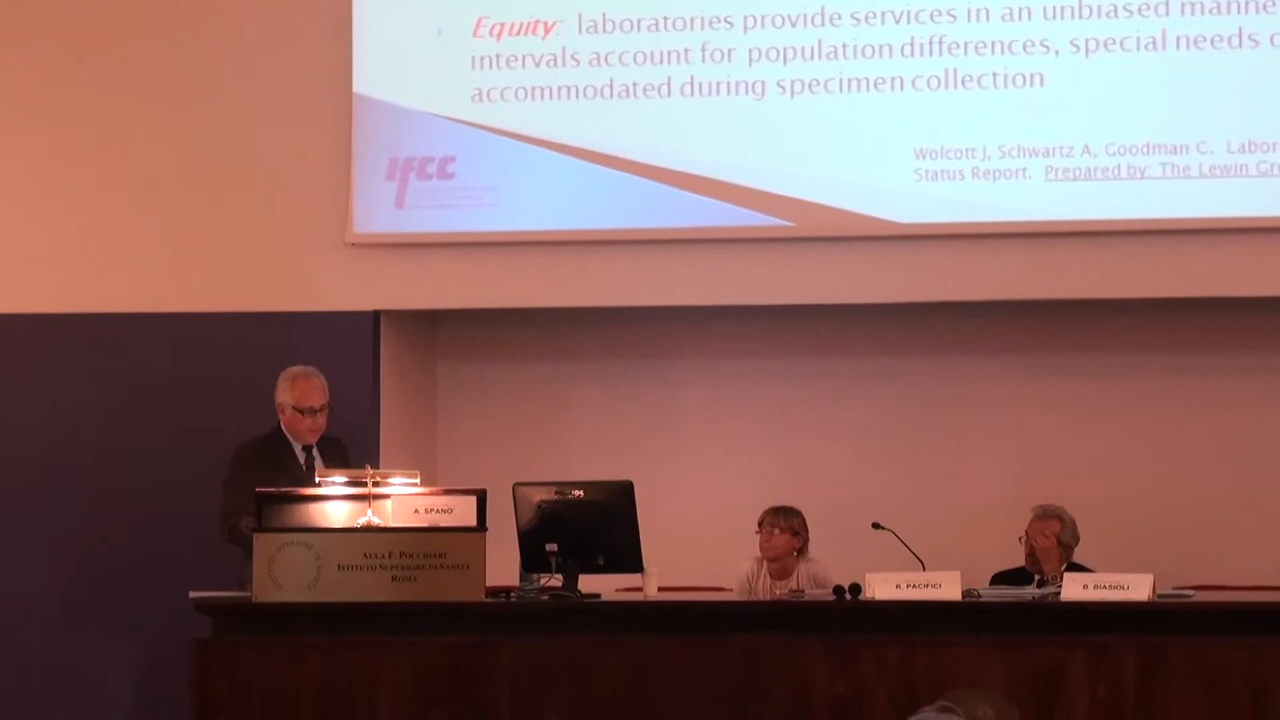 Equity: laboratories provide services in an unbiased manne
intervals account for population differences, special needs o
accommodated during specimen collection
Wolcott J, Schwartz A, Goodman C. Labor
Status Report. Prepared by: The Lewin Gr
ifcc
A. SPANO'
PHILIPS
AULA F. POCCHIARI
ISTITUTO SUPERIORE DI SANITÀ
ROMA
R. PACIFICI
B. BIASIOLI